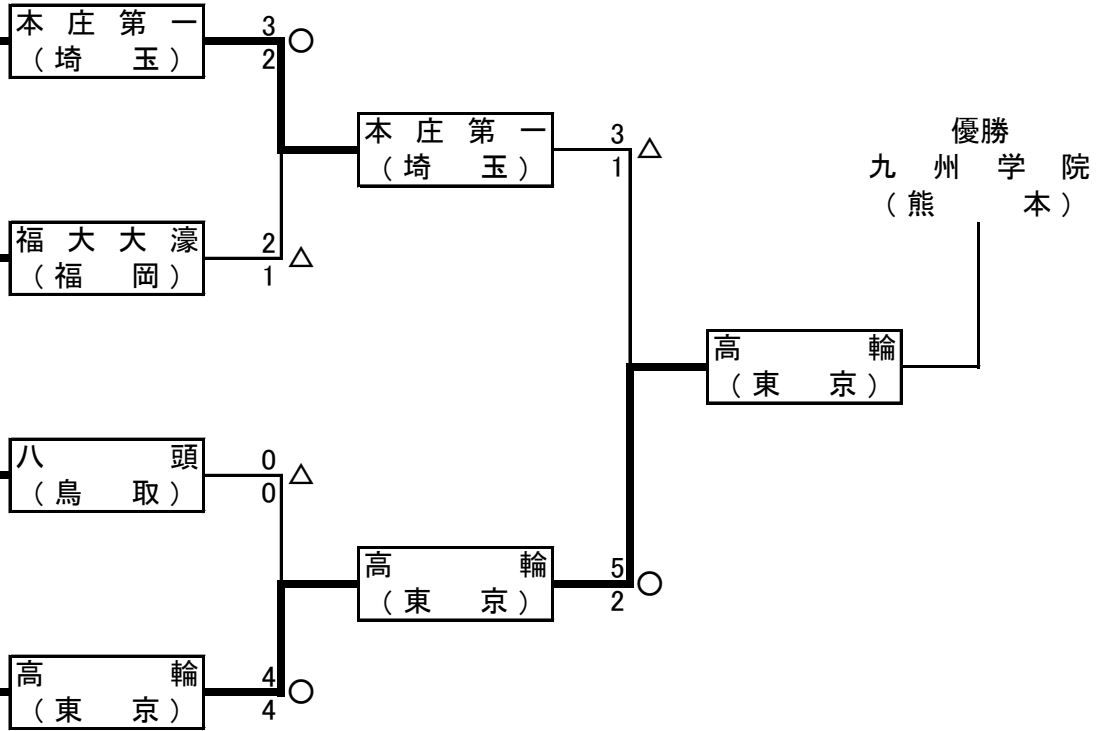 本庄第一
(埼玉)
3
2
○
本庄第一
(埼玉)
3
1
△
福大大濠
(福岡)
2
1
△
優勝
九州学院
(熊本)
高輪
(東京)
八頭
(鳥取)
0
0
△
高輪
(東京)
5
2
○
高輪
(東京)
4
4
○